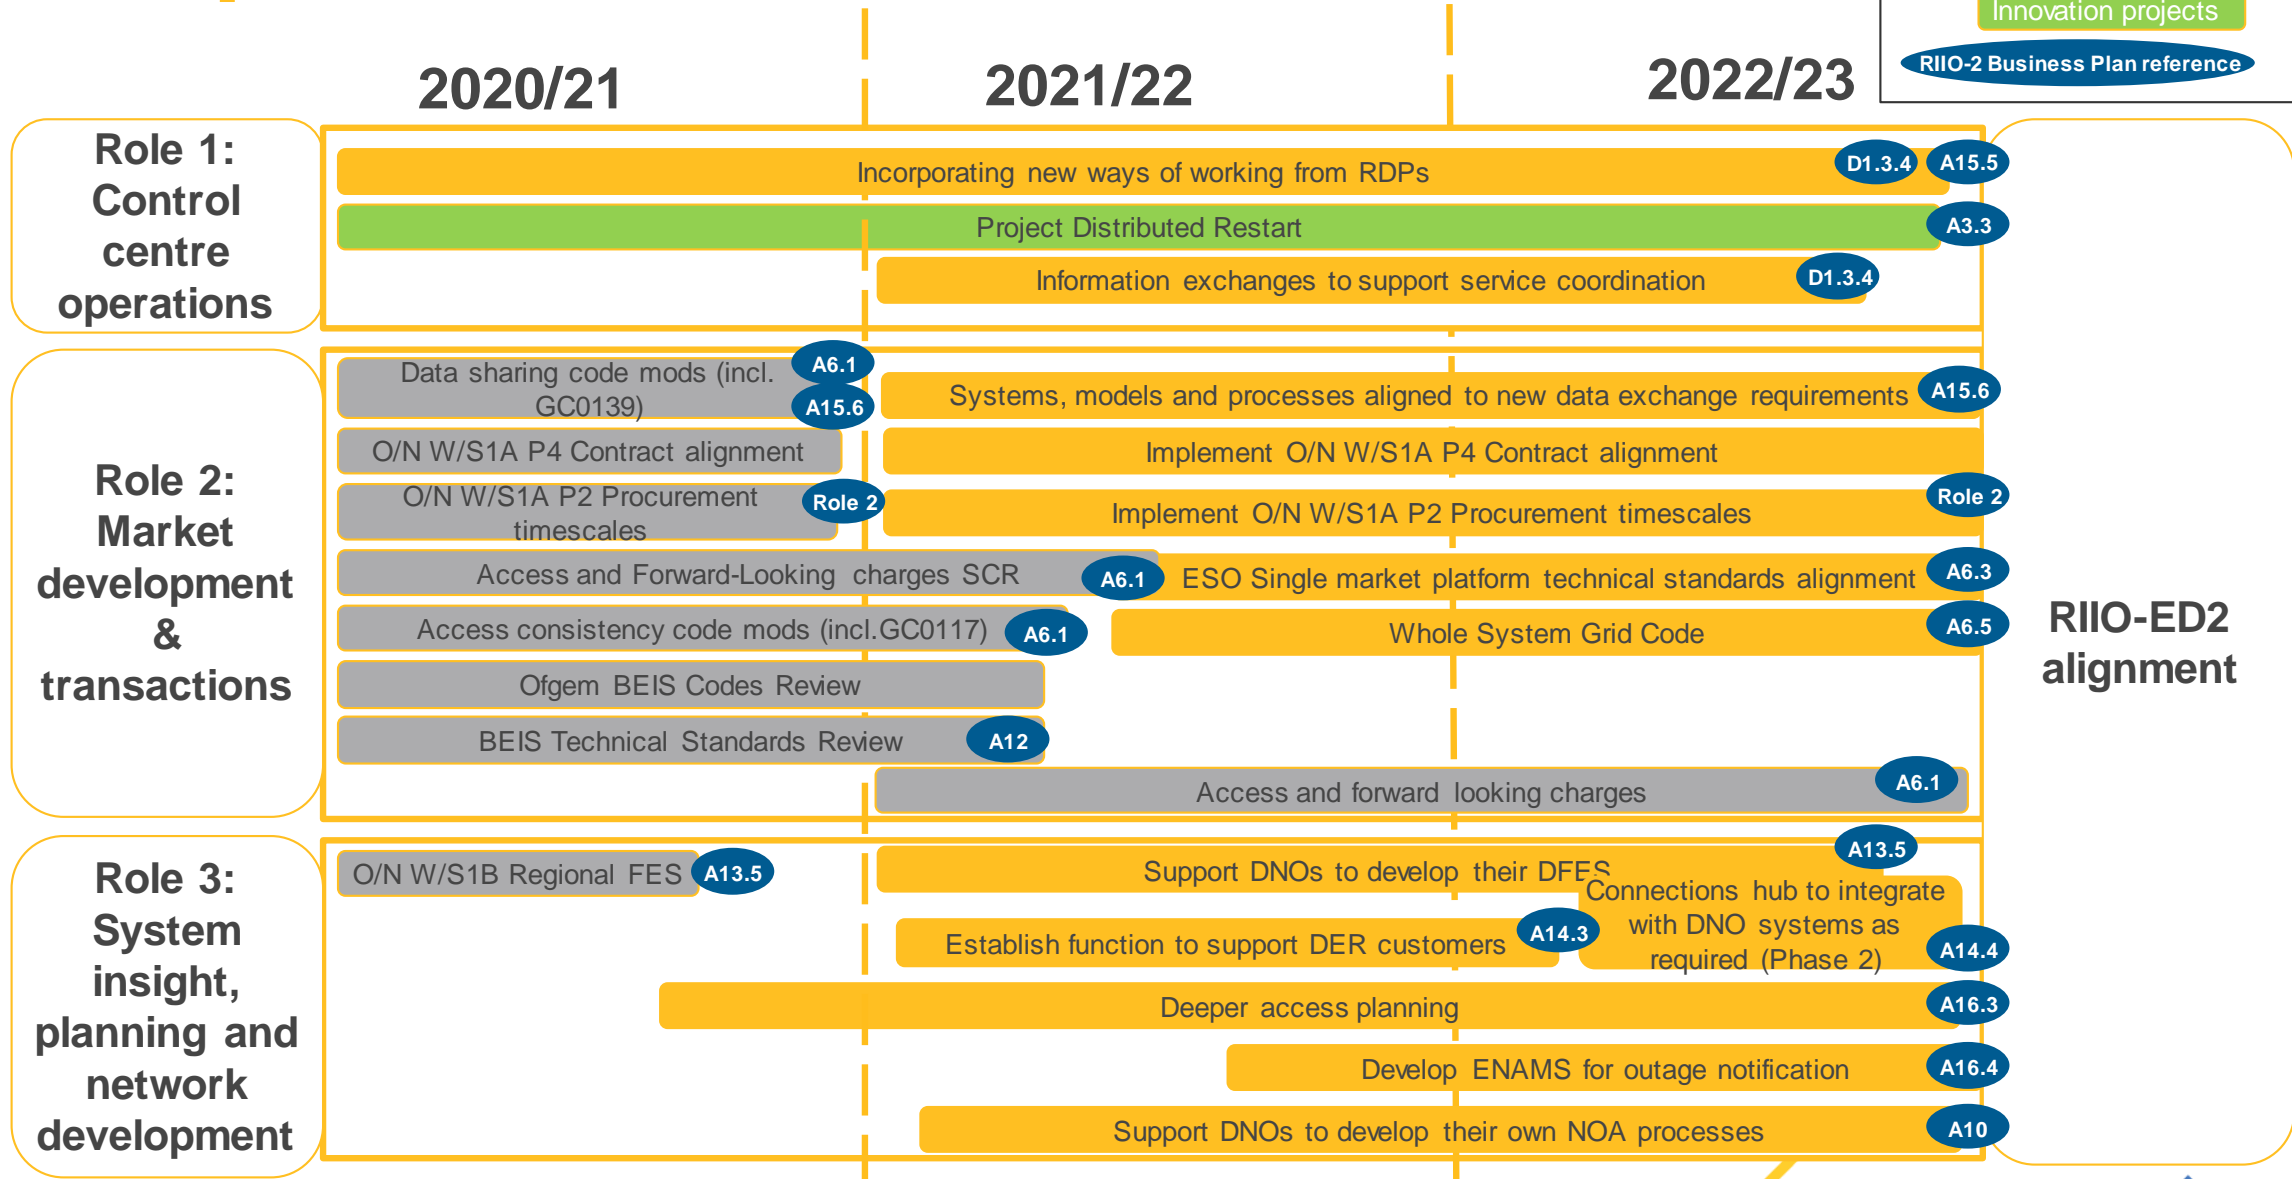 Innovation projects
RIIO-2 Business Plan reference
2020/21
2021/22
2022/23
Role 1:
Control
centre
operations
Incorporating new ways of working from RDPs
D1.3.4
A15.5
Project Distributed Restart
A3.3
Information exchanges to support service coordination
D1.3.4
Role 2:
Market
development
&
transactions
Data sharing code mods (incl.
GC0139)
A6.1
A15.6
Systems, models and processes aligned to new data exchange requirements
A15.6
O/N W/S1A P4 Contract alignment
Implement O/N W/S1A P4 Contract alignment
O/N W/S1A P2 Procurement
timescales
Role 2
Implement O/N W/S1A P2 Procurement timescales
Role 2
Access and Forward-Looking charges SCR
A6.1
ESO Single market platform technical standards alignment
A6.3
Access consistency code mods (incl.GC0117)
A6.1
Whole System Grid Code
A6.5
Ofgem BEIS Codes Review
BEIS Technical Standards Review
A12
Access and forward looking charges
A6.1
Role 3:
System
insight,
planning and
network
development
O/N W/S1B Regional FES
A13.5
Support DNOs to develop their DFES
A13.5
Establish function to support DER customers
A14.3
Connections hub to integrate
with DNO systems as
required (Phase 2)
A14.4
Deeper access planning
A16.3
Develop ENAMS for outage notification
A16.4
Support DNOs to develop their own NOA processes
A10
RIIO-ED2
alignment